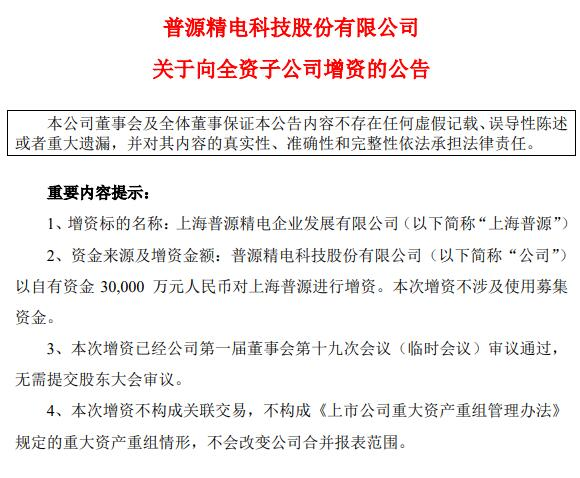 普源精电科技股份有限公司
关于向全资子公司增资的公告
本公司董事会及全体董事保证本公告内容不存在任何虚假记载、误导性陈述
或者重大遗漏，并对其内容的真实性、准确性和完整性依法承担法律责任。
重要内容提示：
1、增资标的名称：上海普源精电企业发展有限公司（以下简称“上海普源”）
2、资金来源及增资金额：普源精电科技股份有限公司（以下简称“公司”）
以自有资金 30,000 万元人民币对上海普源进行增资。本次增资不涉及使用募集
资金。
3、本次增资已经公司第一届董事会第十九次会议（临时会议）审议通过，
无需提交股东大会审议。
4、本次增资不构成关联交易，不构成《上市公司重大资产重组管理办法》
规定的重大资产重组情形，不会改变公司合并报表范围。